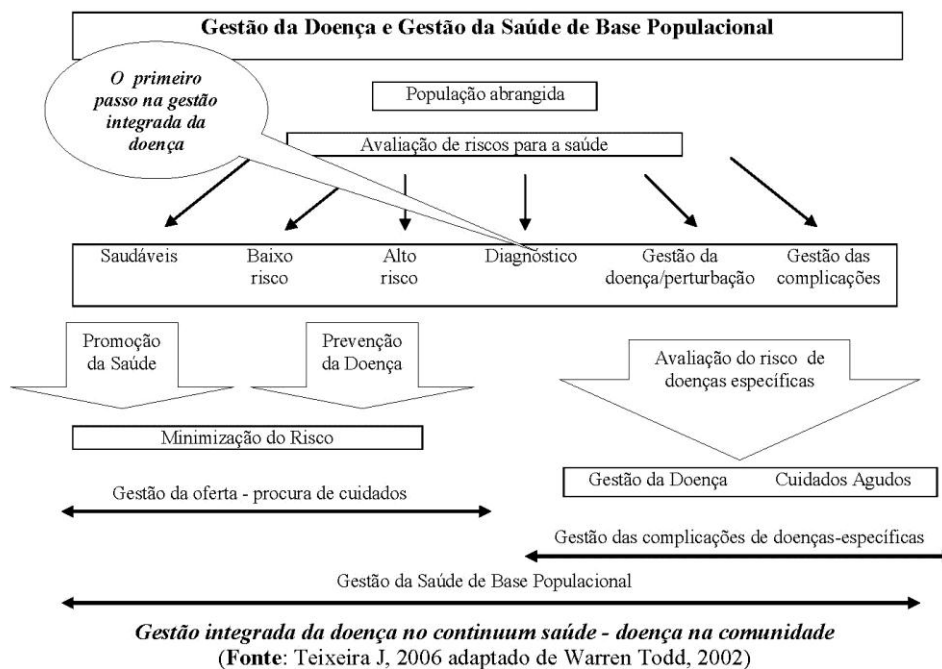 Gestão da Doença e Gestão da Saúde de Base Populacional
O primeiro
passo na gestão
integrada da
doença
População abrangida
Avaliação de riscos para a saúde
Saudáveis
Baixo
risco
Alto
risco
Diagnóstico
Gestão da
doença/perturbação
Gestão das
complicações
Promoção
da Saúde
Prevenção
da Doença
Avaliação do risco de
doenças específicas
Minimização do Risco
Gestão da Doença Cuidados Agudos
Gestão da oferta - procura de cuidados
Gestão das complicações de doenças-específicas
Gestão da Saúde de Base Populacional
Gestão integrada da doença no continuum saúde - doença na comunidade
(Fonte: Teixeira J, 2006 adaptado de Warren Todd, 2002)